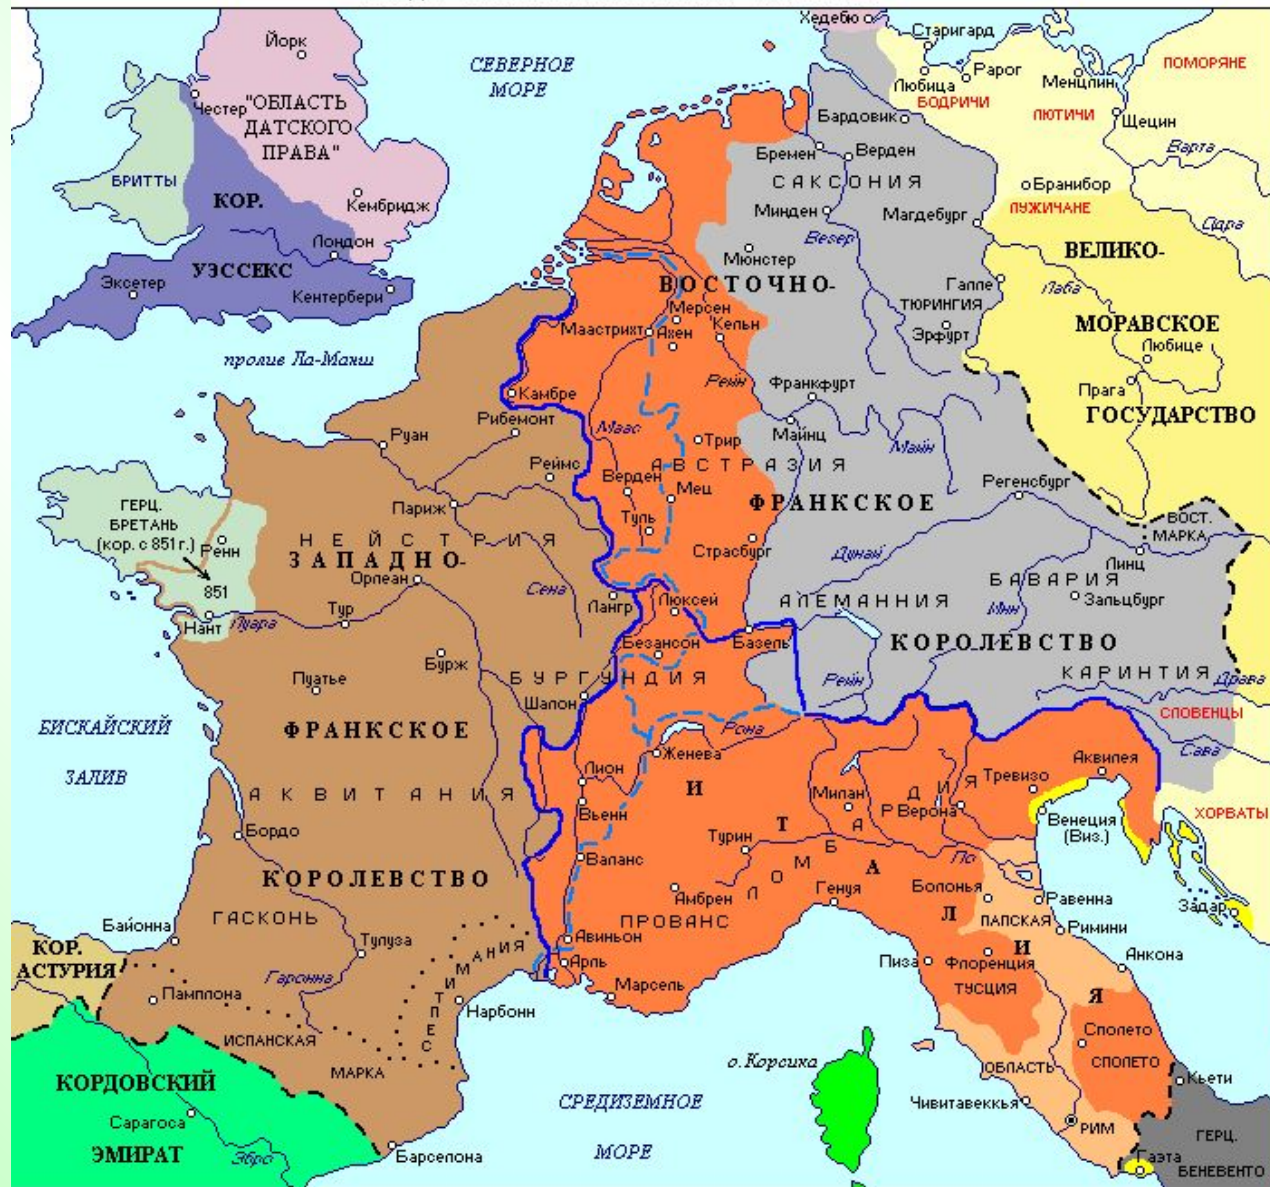 Хедебю
Старигард
Йорк
СЕВЕРНОЕ
МОРЕ
ПОМОРЯНЕ
Любица
Рарог
Менцлин
БОДРИЧИ
ЛЮТИЧИ
Щецин
Честер
"ОБЛАСТЬ
ДАТСКОГО
ПРАВА"
Бардовик
Варта
Бремен
Верден
САКСОНИЯ
Бранибор
БРИТТЫ
КОР.
УЭССЕКС
Кембридж
Минден
Магдебург
ЛУЖИЧАНЕ
Одра
Лондон
Везер
Мюнстер
ВЕЛИКО-
МОРАВСКОЕ
ГОСУДАРСТВО
Эксетер
Кентербери
ВОСТОЧНО-
Галле
ТЮРИНГИЯ
Лаба
Мерсен
Маастрихт
Ахен
Кельн
Эрфурт
Любице
пролив Ла-Манш
Прага
Камбре
Рейн
Франкфурт
Рибемонт
Руан
Маас
Трир
Майнц
Майн
Реймс
АВСТРАЗИЯ
Верден
Мец
Регенсбург
ФРАНКСКОЕ
Париж
ГЕРЦ.
БРЕТАНЬ
(кор. с 851 г.)
Ренн
851
НЕЙСТРИЯ
ЗАПАДНО-
Туль
Страсбург
ВОСТ.
МАРКА
Дунай
Линц
Орлеан
БАВАРИЯ
Сена
Лангр
Люксей
АЛЕМАННИЯ
Инн
Зальцбург
Нант
Луара
Тур
Безансон
Базель
КОРОЛЕВСТВО
Бурж
Пуатье
БУРГУНДИЯ
Рейн
КАРИНТИЯ
Драва
Шалон
СЛОВЕНЦЫ
БИСКАЙСКИЙ
ЗАЛИВ
ФРАНКСКОЕ
Рона
Сава
Женева
Аквилея
Лион
ИТАЛИЯ
Тревизо
АКВИТАНИЯ
Вьенн
Милан
Верона
ЛОМБАРДИЯ
Венеция
(Виз.)
ХОРВАТЫ
Бордо
Турин
Валанс
По
КОРОЛЕВСТВО
Амбрен
Генуя
Болонья
Равенна
ГАСКОНЬ
ПРОВАНС
ПАПСКАЯ
Задар
Байонна
Авиньон
Римини
КОР.
АСТУРИЯ
Тулуза
Арль
Пиза
Флоренция
ТУСЦИЯ
Анкона
Гаронна
Памплона
СЕПТИМАНИЯ
Нарбонн
Марсель
ИСПАНСКАЯ
МАРКА
Сполето
СПОЛЕТО
о. Корсика
ОБЛАСТЬ
КОРДОВСКИЙ
ЭМИРАТ
Кьети
Сарагоса
СРЕДИЗЕМНОЕ
МОРЕ
Чивитавеккья
РИМ
ГЕРЦ.
БЕНЕВЕНТО
Эбро
Барселона
Гаэта